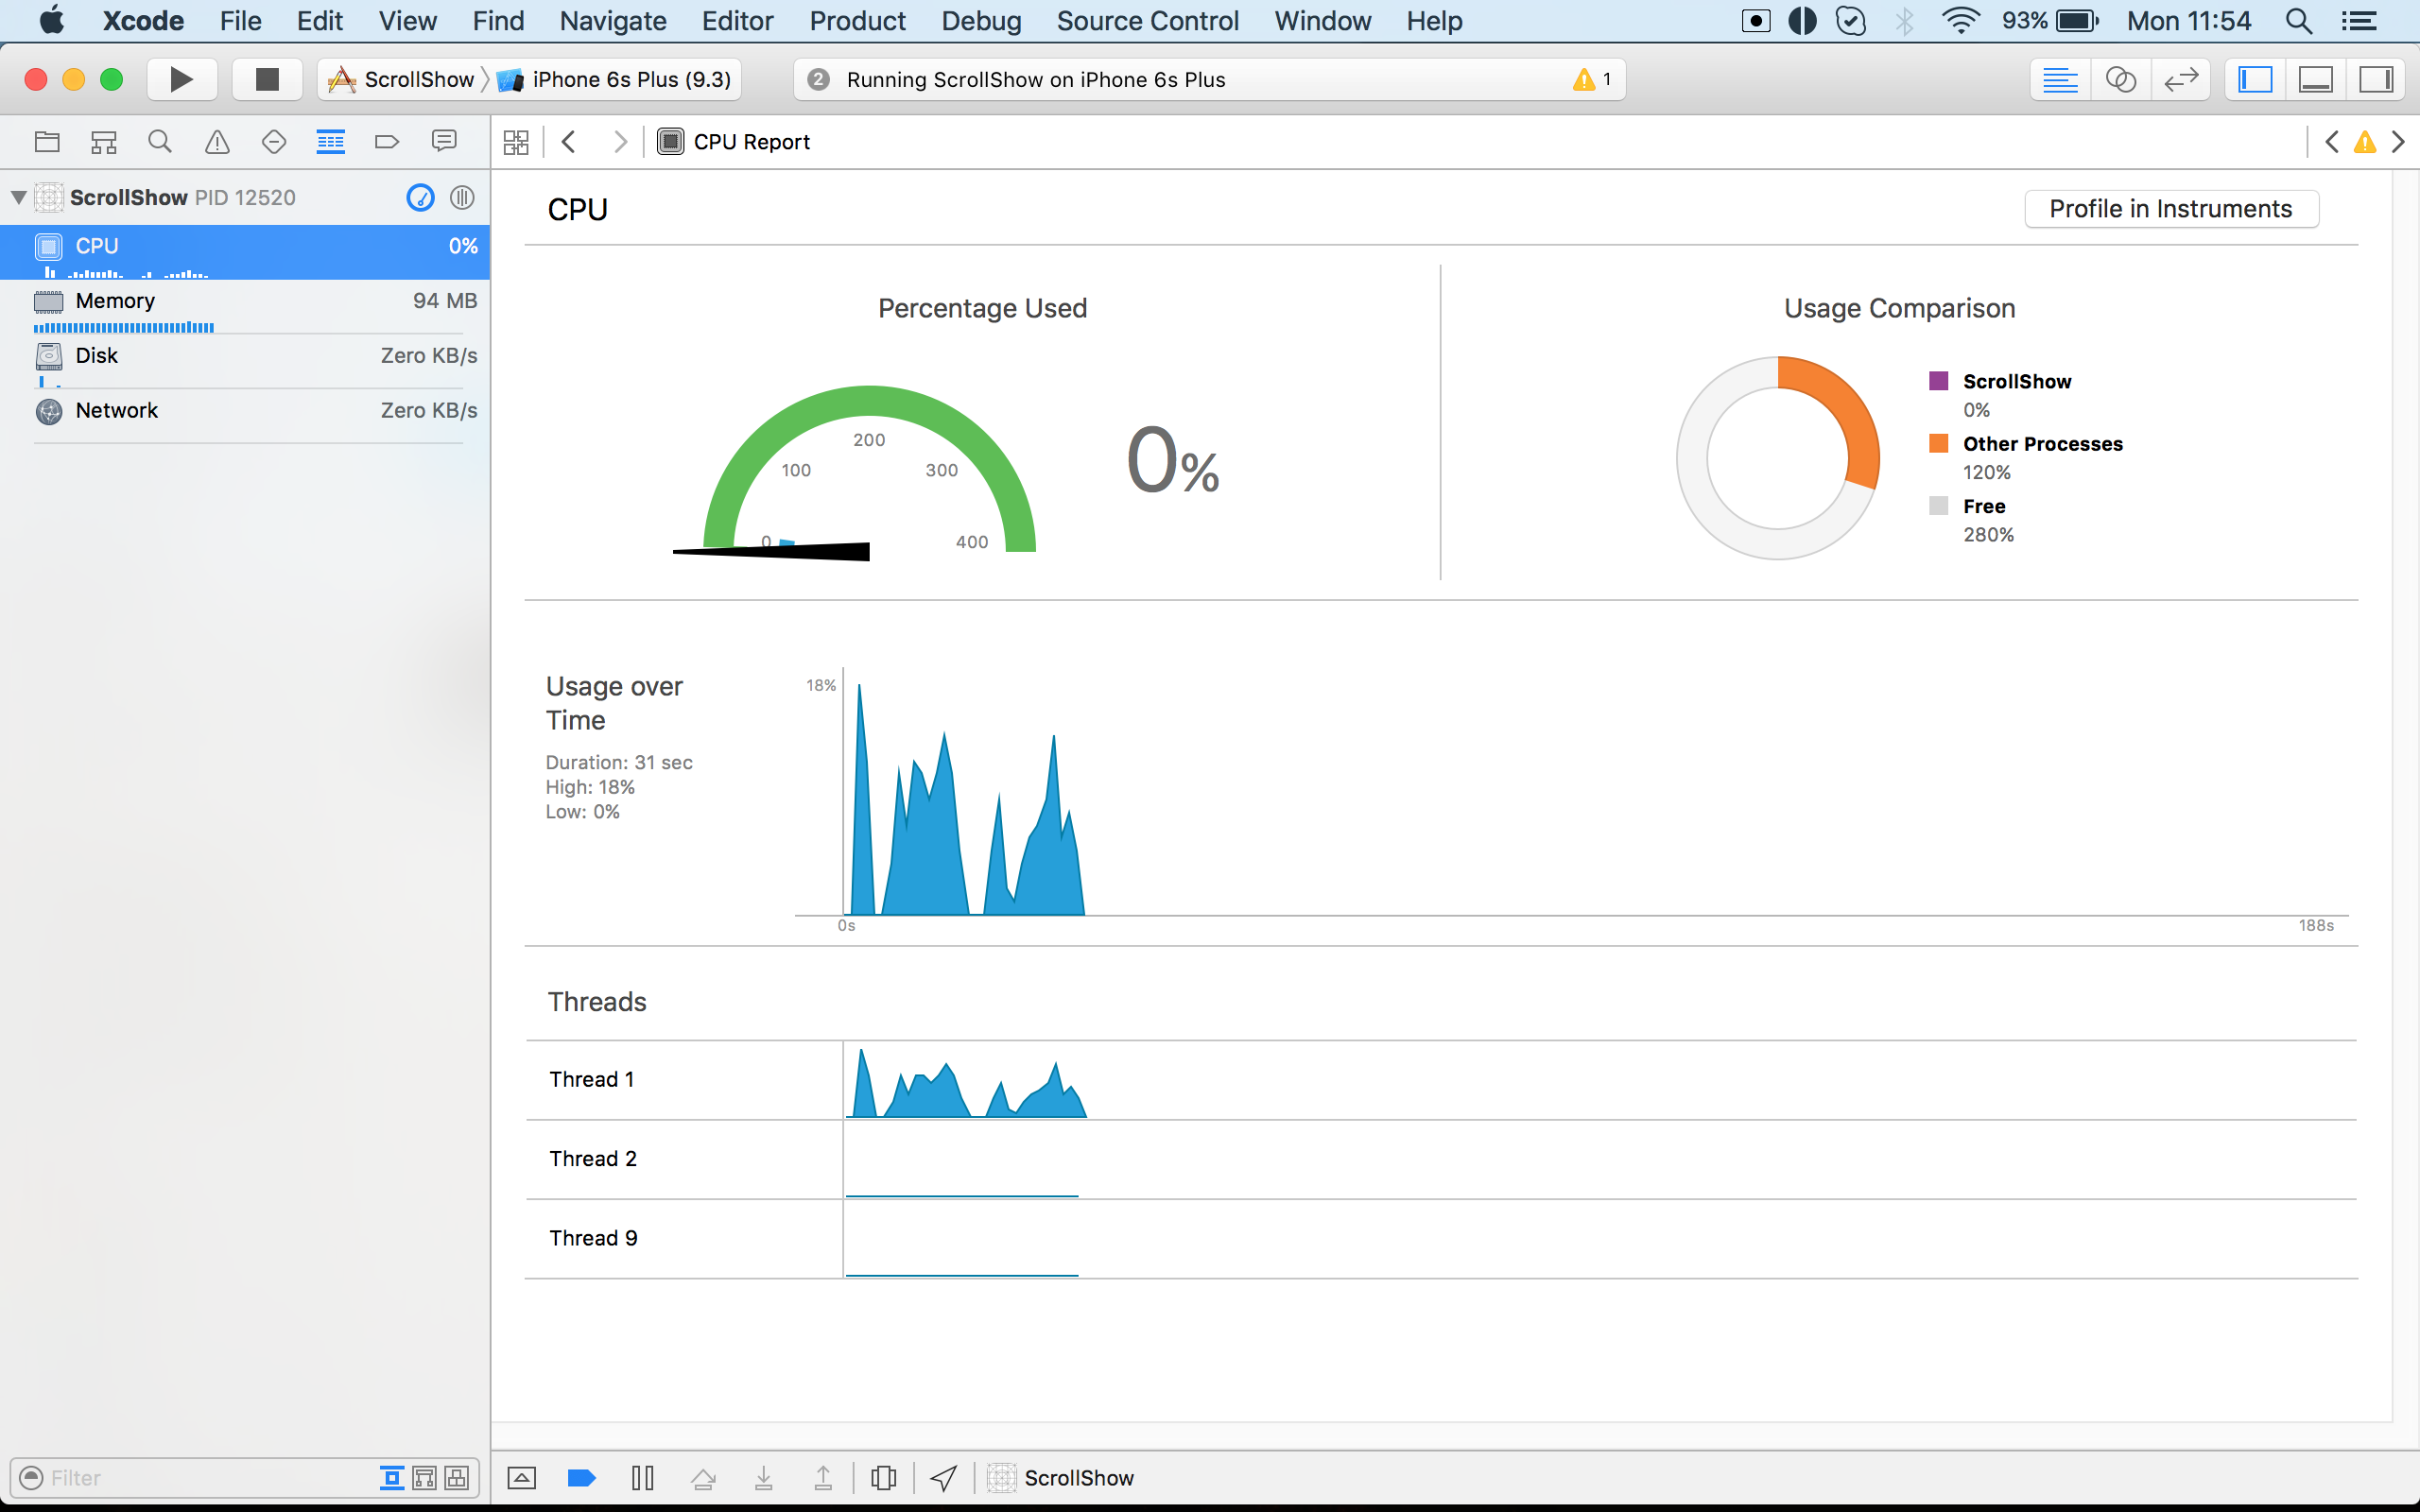 Xcode File Edit View Find Navigate Editor Product Debug Source Control Window Help 93% Mon 11:54
ScrollShow iPhone 6s Plus (9.3) 2 Running ScrollShow on iPhone 6s Plus 1
CPU Report
ScrollShow PID 12520
CPU 0%
Memory 94 MB
Disk Zero KB/s
Network Zero KB/s
CPU
Profile in Instruments
Percentage Used
0
100
200
300
400
0%
Usage Comparison
ScrollShow
0%
Other Processes
120%
Free
280%
Usage over
Time
Duration: 31 sec
High: 18%
Low: 0%
18%
0s
188s
Threads
Thread 1
Thread 2
Thread 9
Filter
ScrollShow